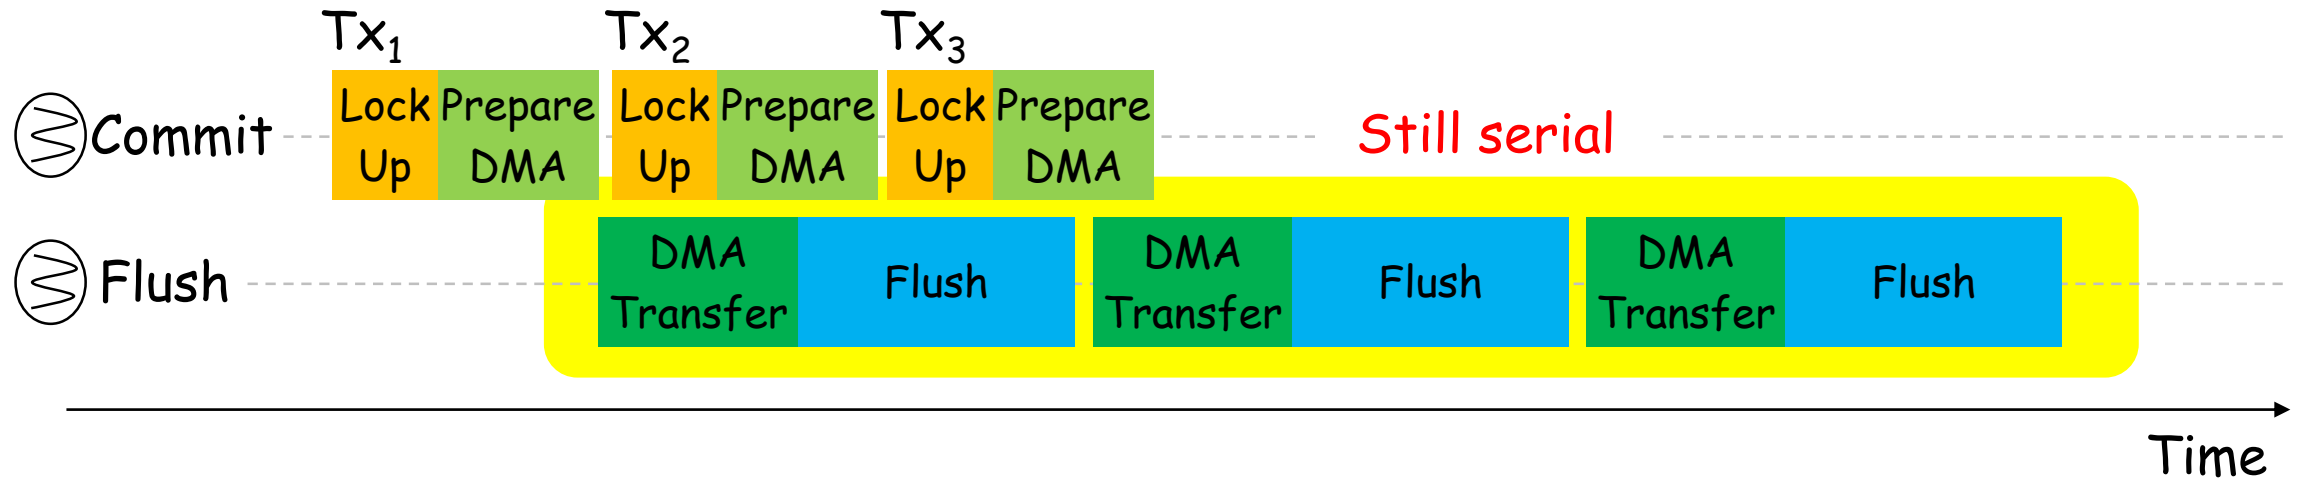 Tx1 Tx2 Tx3
Commit
Lock Up
Prepare DMA
Lock Up
Prepare DMA
Lock Up
Prepare DMA
Still serial
Flush
DMA Transfer
Flush
DMA Transfer
Flush
DMA Transfer
Flush
Time